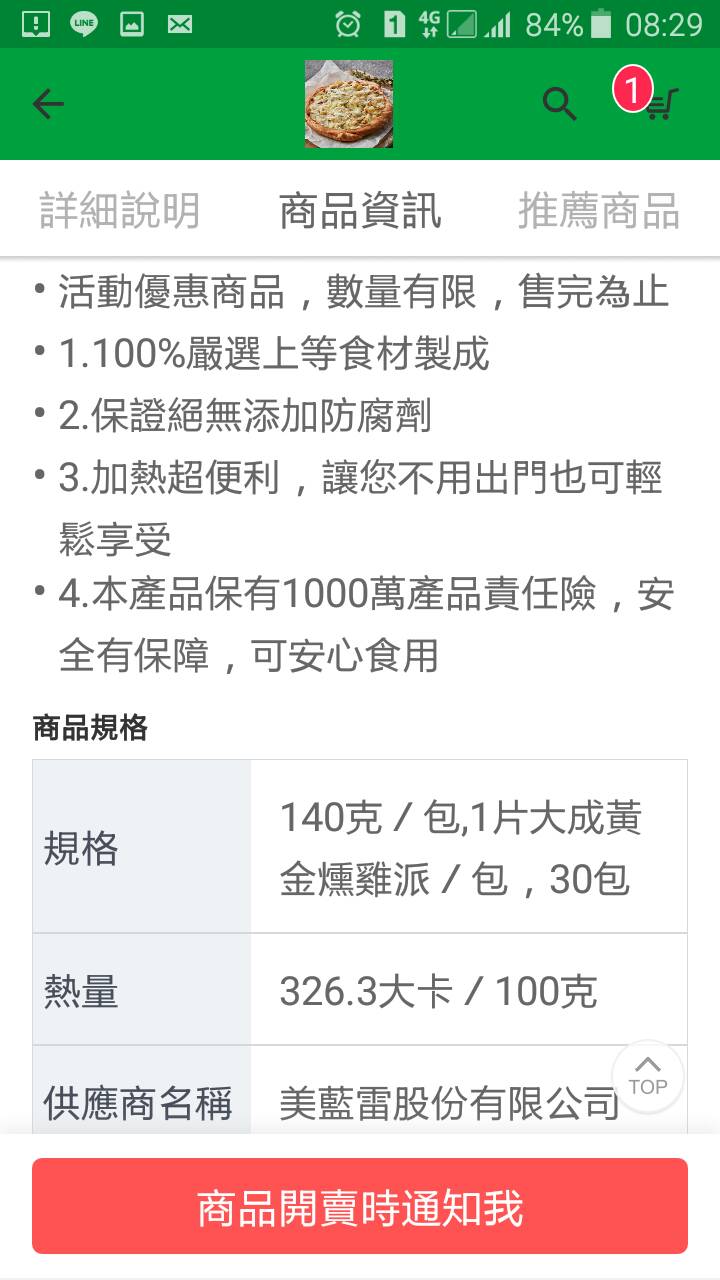 LINE
1
4G
84%
08:29
1
詳細說明
商品資訊
推薦商品
• 活動優惠商品，數量有限，售完為止
• 1.100%嚴選上等食材製成
• 2.保證絕無添加防腐劑
• 3.加熱超便利，讓您不用出門也可輕
鬆享受
• 4.本產品保有1000萬產品責任險，安
全有保障，可安心食用
商品規格
規格
140克 / 包,1片大成黃
金燻雞派 / 包，30包
熱量
326.3大卡 / 100克
供應商名稱
美藍雷股份有限公司
TOP
商品開賣時通知我